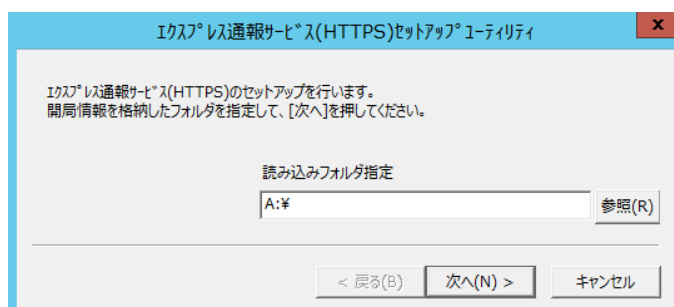 ｴｸｽﾌﾟﾚｽ通報ｻｰﾋﾞｽ(HTTPS)ｾｯﾄｱｯﾌﾟﾕｰﾃｨﾘﾃｨ
x
ｴｸｽﾌﾟﾚｽ通報ｻｰﾋﾞｽ(HTTPS)のセットアップを行います。
開局情報を格納したフォルダを指定して、[次へ]を押してください。
読み込みフォルダ指定
A:¥
参照(R)
< 戻る(B)
次へ(N) >
キャンセル